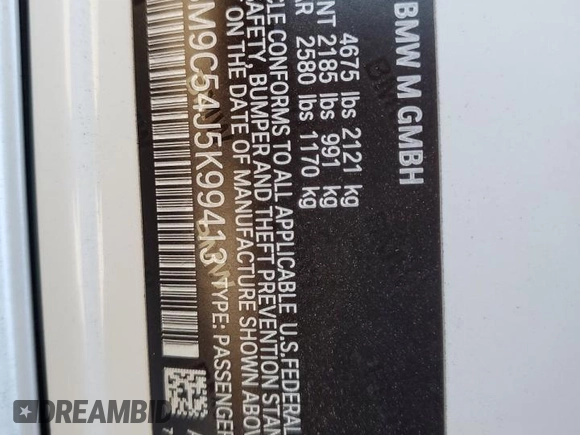 BMW M GMBH
4675 lbs 2121 kg
NT 2185 lbs 991 kg
AR 2580 lbs 1170 kg
CLE CONFORMS TO ALL APPLICABLE U.S.FEDERAL
SAFETY, BUMPER AND THEFT PREVENTION STAN
ON THE DATE OF MANUFACTURE SHOWN ABOV
M9C54J5K99413 TYPE: PASSENGER
DREAMBID